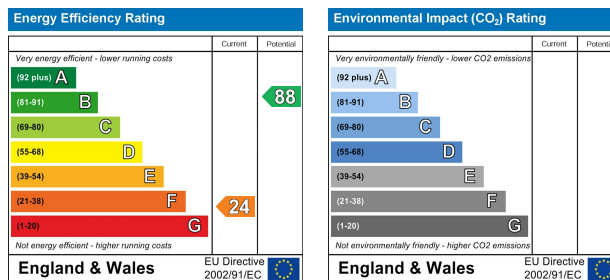 Energy Efficiency Rating
Current Potential
Very energy efficient - lower running costs
(92 plus) A
(81-91) B
88
(69-80) C
(55-68) D
(39-54) E
(21-38) F
24
(1-20) G
Not energy efficient - higher running costs
England & Wales
EU Directive
2002/91/EC
Environmental Impact (CO₂) Rating
Current Potential
Very environmentally friendly - lower CO2 emissions
(92 plus) A
(81-91) B
(69-80) C
(55-68) D
(39-54) E
(21-38) F
(1-20) G
Not environmentally friendly - higher CO2 emissions
England & Wales
EU Directive
2002/91/EC